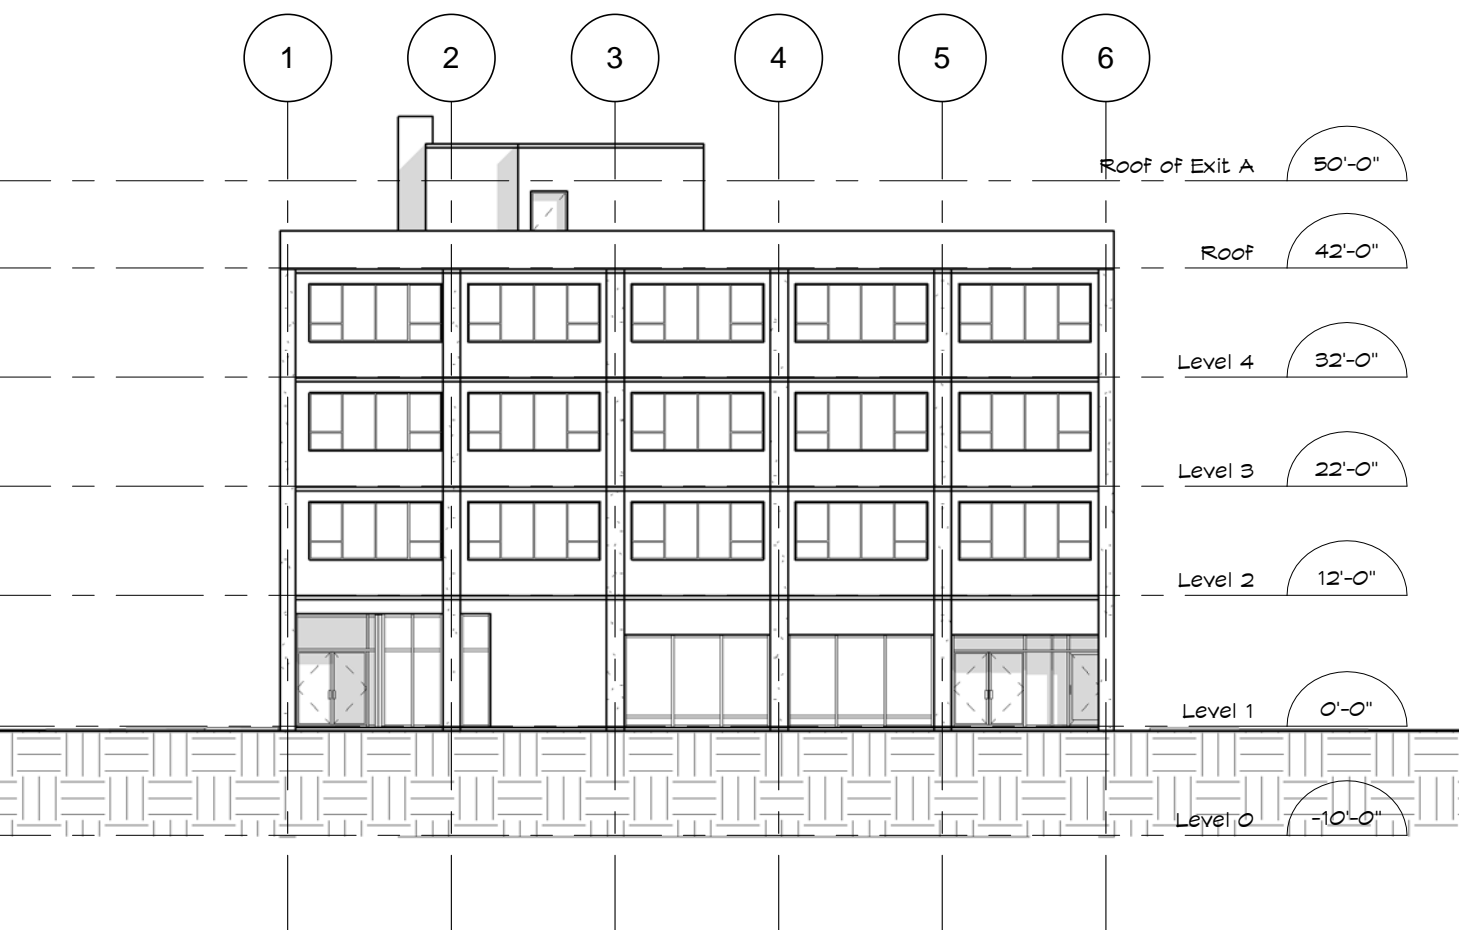 1 2 3 4 5 6
Roof of Exit A 50'-0"
Roof 42'-0"
Level 4 32'-0"
Level 3 22'-0"
Level 2 12'-0"
Level 1 0'-0"
Level 0 -10'-0"